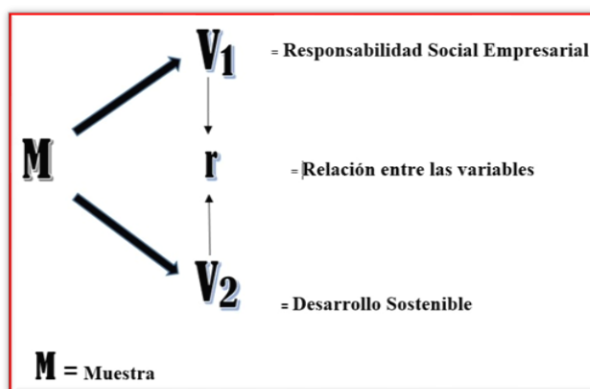 V1 = Responsabilidad Social Empresarial
M r =Relación entre las variables
V2 = Desarrollo Sostenible
M = Muestra